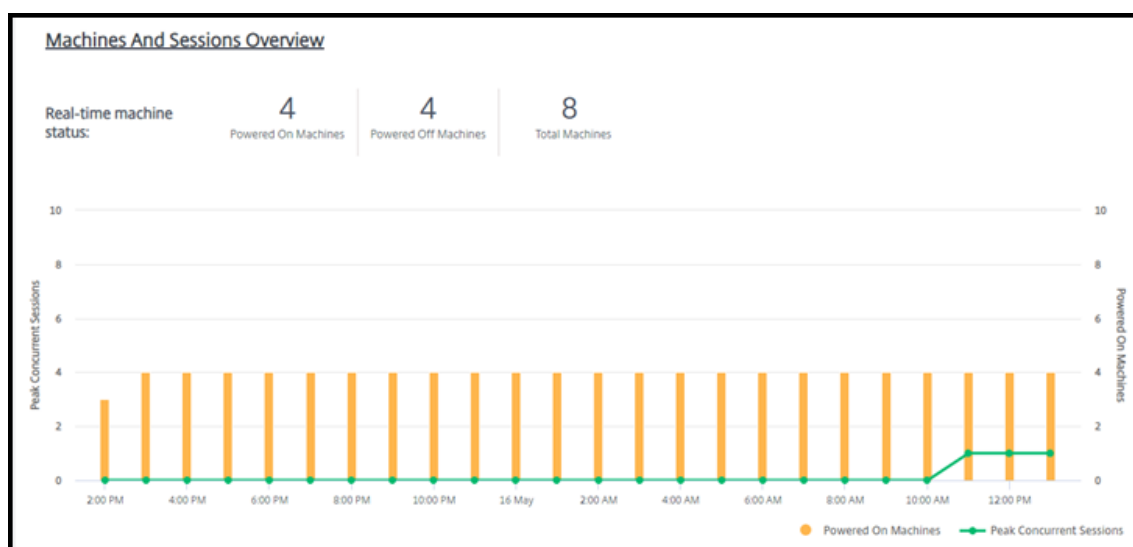 Machines And Sessions Overview
Real-time machine
status:
4
Powered On Machines
4
Powered Off Machines
8
Total Machines
Peak Concurrent Sessions
10
8
6
4
2
0
10
8
6
4
2
0
Powered On Machines
2:00 PM 4:00 PM 6:00 PM 8:00 PM 10:00 PM 16 May 2:00 AM 4:00 AM 6:00 AM 8:00 AM 10:00 AM 12:00 PM
Powered On Machines Peak Concurrent Sessions